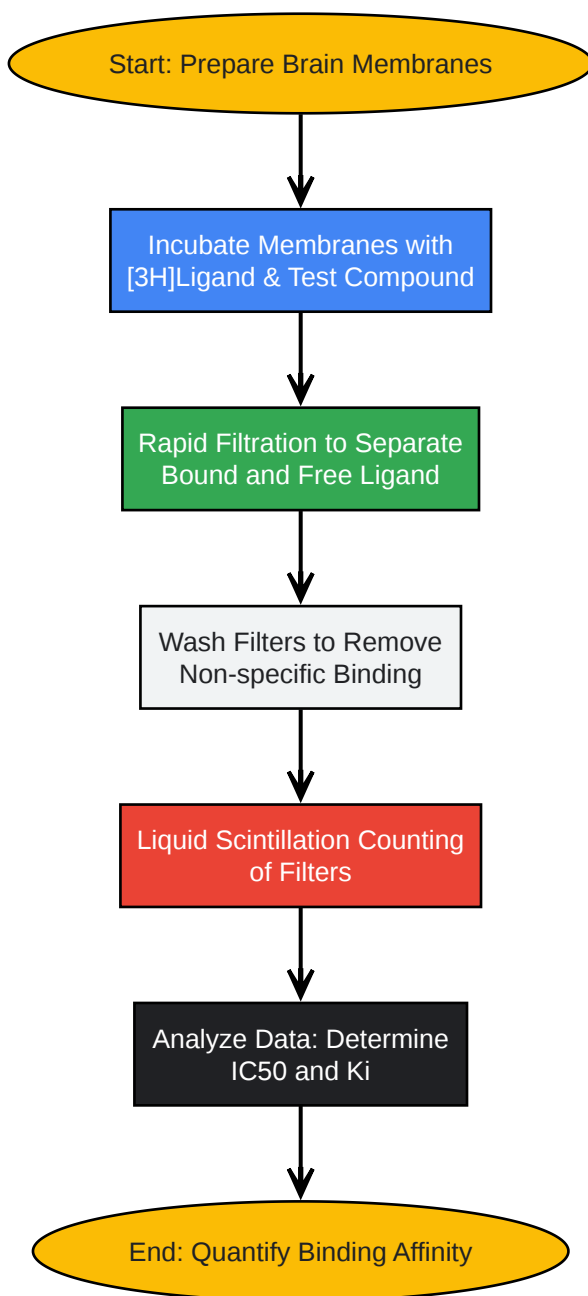 Start: Prepare Brain Membranes
Incubate Membranes with
[3H]Ligand & Test Compound
Rapid Filtration to Separate
Bound and Free Ligand
Wash Filters to Remove
Non-specific Binding
Liquid Scintillation Counting
of Filters
Analyze Data: Determine
IC50 and Ki
End: Quantify Binding Affinity